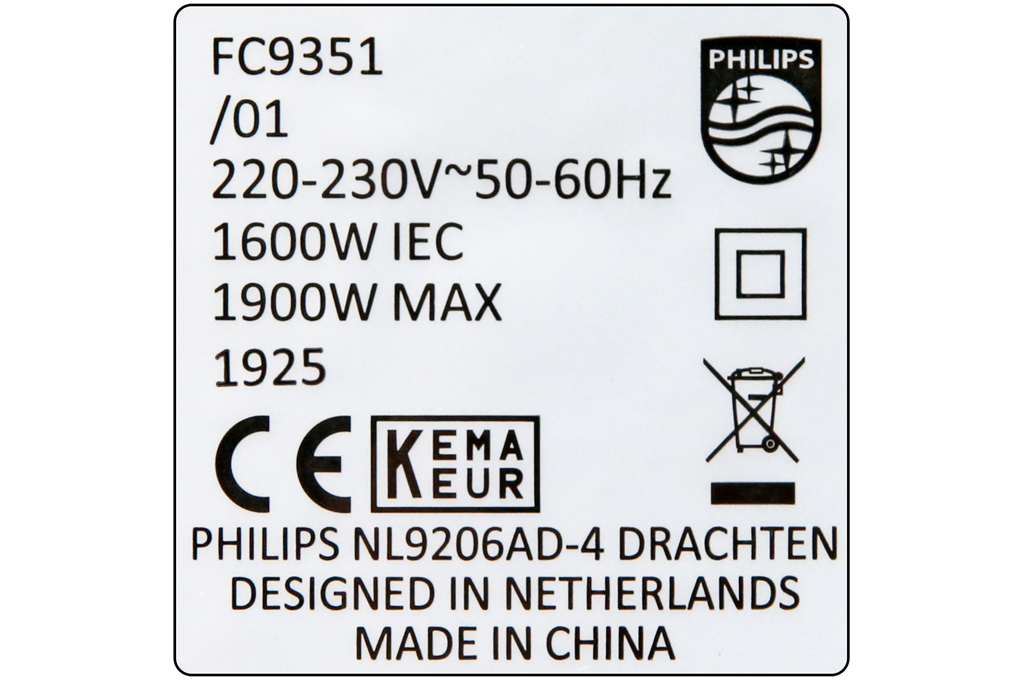 FC9351
/01
220-230V~50-60Hz
1600W IEC
1900W MAX
1925
PHILIPS
CE
KEMA
KEUR
PHILIPS NL9206AD-4 DRACHTEN
DESIGNED IN NETHERLANDS
MADE IN CHINA